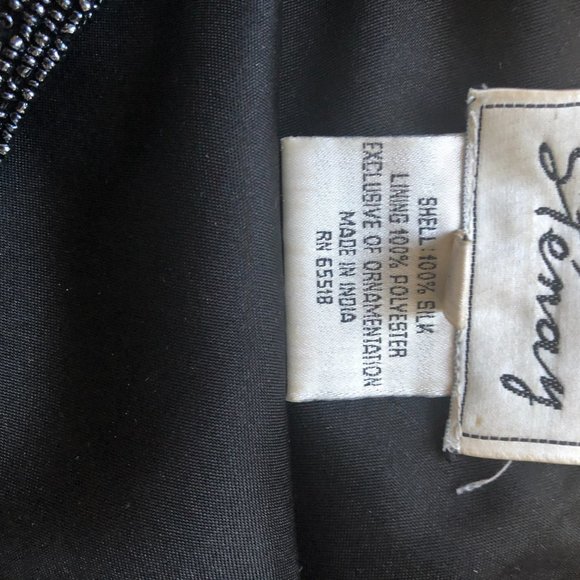 Stenay
SHELL: 100% SILK
LINING 100% POLYESTER
EXCLUSIVE OF ORNAMENTATION
MADE IN INDIA
RN 65518